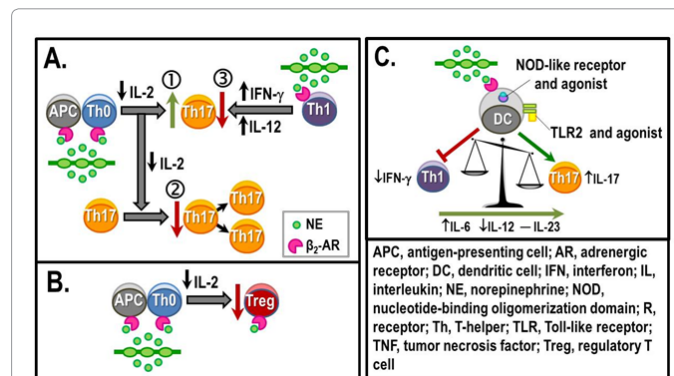 A.
① ③
↓IL-2
↑IFN-γ
APC Th0 Th17 Th1
↑IL-12
↓IL-2
②
Th17 Th17 Th17
Th17
NE
β₂-AR
B.
↓IL-2
APC Th0 Treg
C.
NOD-like receptor
and agonist
DC
TLR2 and agonist
↓IFN-γ Th1 Th17 ↑IL-17
↑IL-6 ↓IL-12 — IL-23
APC, antigen-presenting cell; AR, adrenergic
receptor; DC, dendritic cell; IFN, interferon; IL,
interleukin; NE, norepinephrine; NOD,
nucleotide-binding oligomerization domain; R,
receptor; Th, T-helper; TLR, Toll-like receptor;
TNF, tumor necrosis factor; Treg, regulatory T
cell